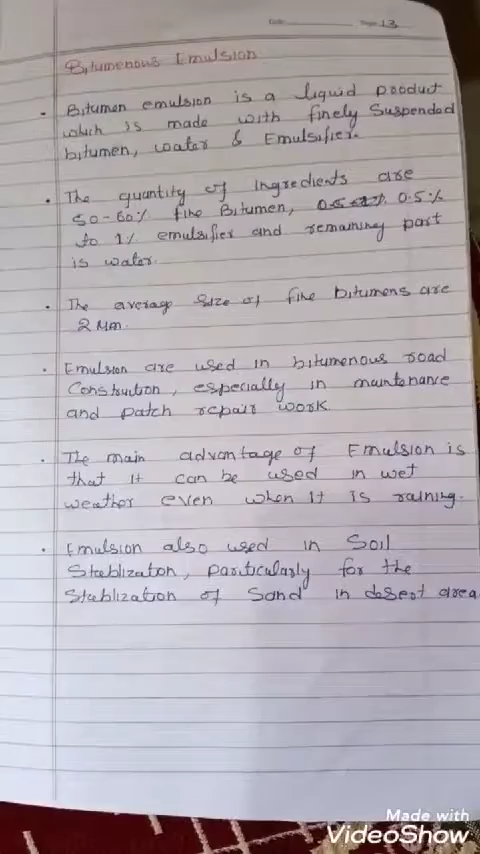 Date Page 13
Bitumenous Emulsion
• Bitumen emulsion is a liquid product
which is made with finely suspended
bitumen, water & Emulsifier.
• The quantity of ingredients are
50-60% fine Bitumen, 0.5%
to 1% emulsifier and remaining part
is water.
• The average size of fine bitumens are
2 Mm.
• Emulsion are used in bitumenous road
Constrution, especially in maintenance
and patch repair work
• The main advantage of Emulsion is
that it can be used in wet
weather even when it is raining.
• Emulsion also used in Soil
Stablization, particularly for the
Stablization of Sand in desert area
Made with
VideoShow